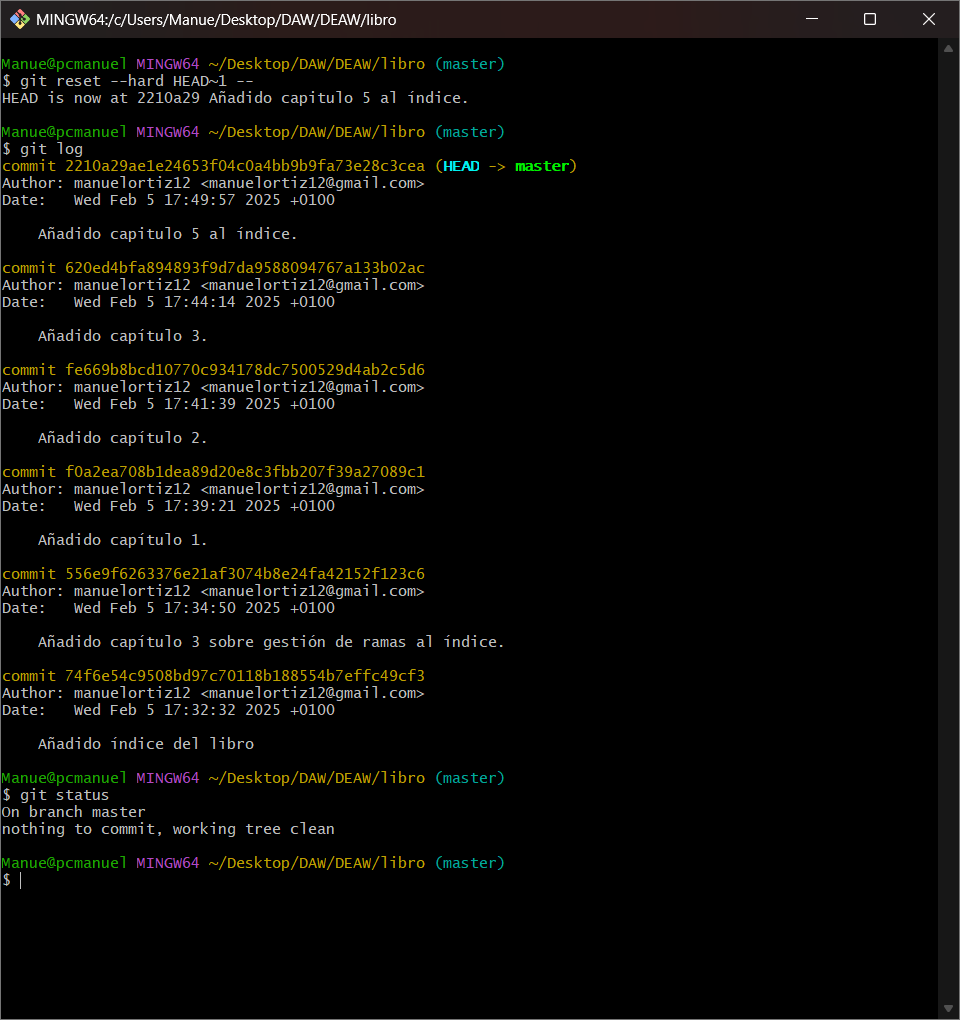 MINGW64:/c/Users/Manue/Desktop/DAW/DEAW/libro
Manue@pcmanuel MINGW64 ~/Desktop/DAW/DEAW/libro (master)
$ git reset --hard HEAD~1 --
HEAD is now at 2210a29 Añadido capitulo 5 al índice.
Manue@pcmanuel MINGW64 ~/Desktop/DAW/DEAW/libro (master)
$ git log
commit 2210a29ae1e24653f04c0a4bb9b9fa73e28c3cea (HEAD -> master)
Author: manuelortiz12 <manuelortiz12@gmail.com>
Date:   Wed Feb 5 17:49:57 2025 +0100
    Añadido capitulo 5 al índice.
commit 620ed4bfa894893f9d7da9588094767a133b02ac
Author: manuelortiz12 <manuelortiz12@gmail.com>
Date:   Wed Feb 5 17:44:14 2025 +0100
    Añadido capítulo 3.
commit fe669b8bcd10770c934178dc7500529d4ab2c5d6
Author: manuelortiz12 <manuelortiz12@gmail.com>
Date:   Wed Feb 5 17:41:39 2025 +0100
    Añadido capítulo 2.
commit f0a2ea708b1dea89d20e8c3fbb207f39a27089c1
Author: manuelortiz12 <manuelortiz12@gmail.com>
Date:   Wed Feb 5 17:39:21 2025 +0100
    Añadido capítulo 1.
commit 556e9f6263376e21af3074b8e24fa42152f123c6
Author: manuelortiz12 <manuelortiz12@gmail.com>
Date:   Wed Feb 5 17:34:50 2025 +0100
    Añadido capítulo 3 sobre gestión de ramas al índice.
commit 74f6e54c9508bd97c70118b188554b7effc49cf3
Author: manuelortiz12 <manuelortiz12@gmail.com>
Date:   Wed Feb 5 17:32:32 2025 +0100
    Añadido índice del libro
Manue@pcmanuel MINGW64 ~/Desktop/DAW/DEAW/libro (master)
$ git status
On branch master
nothing to commit, working tree clean
Manue@pcmanuel MINGW64 ~/Desktop/DAW/DEAW/libro (master)
$